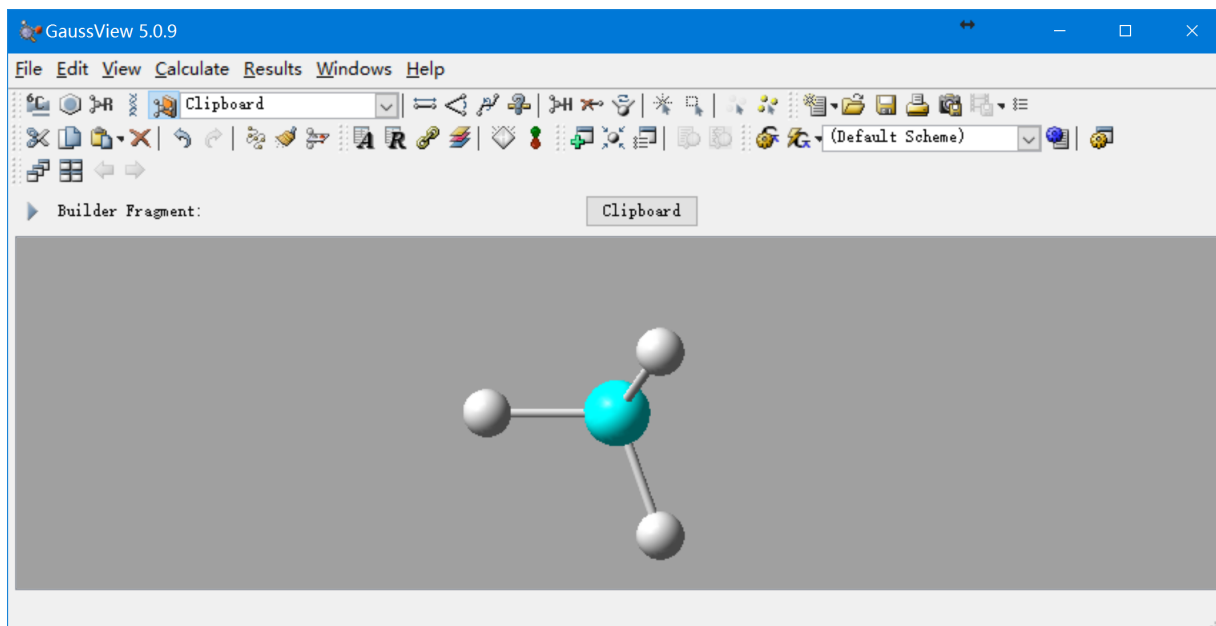 GaussView 5.0.9
File Edit View Calculate Results Windows Help
Clipboard
(Default Scheme)
Builder Fragment:
Clipboard